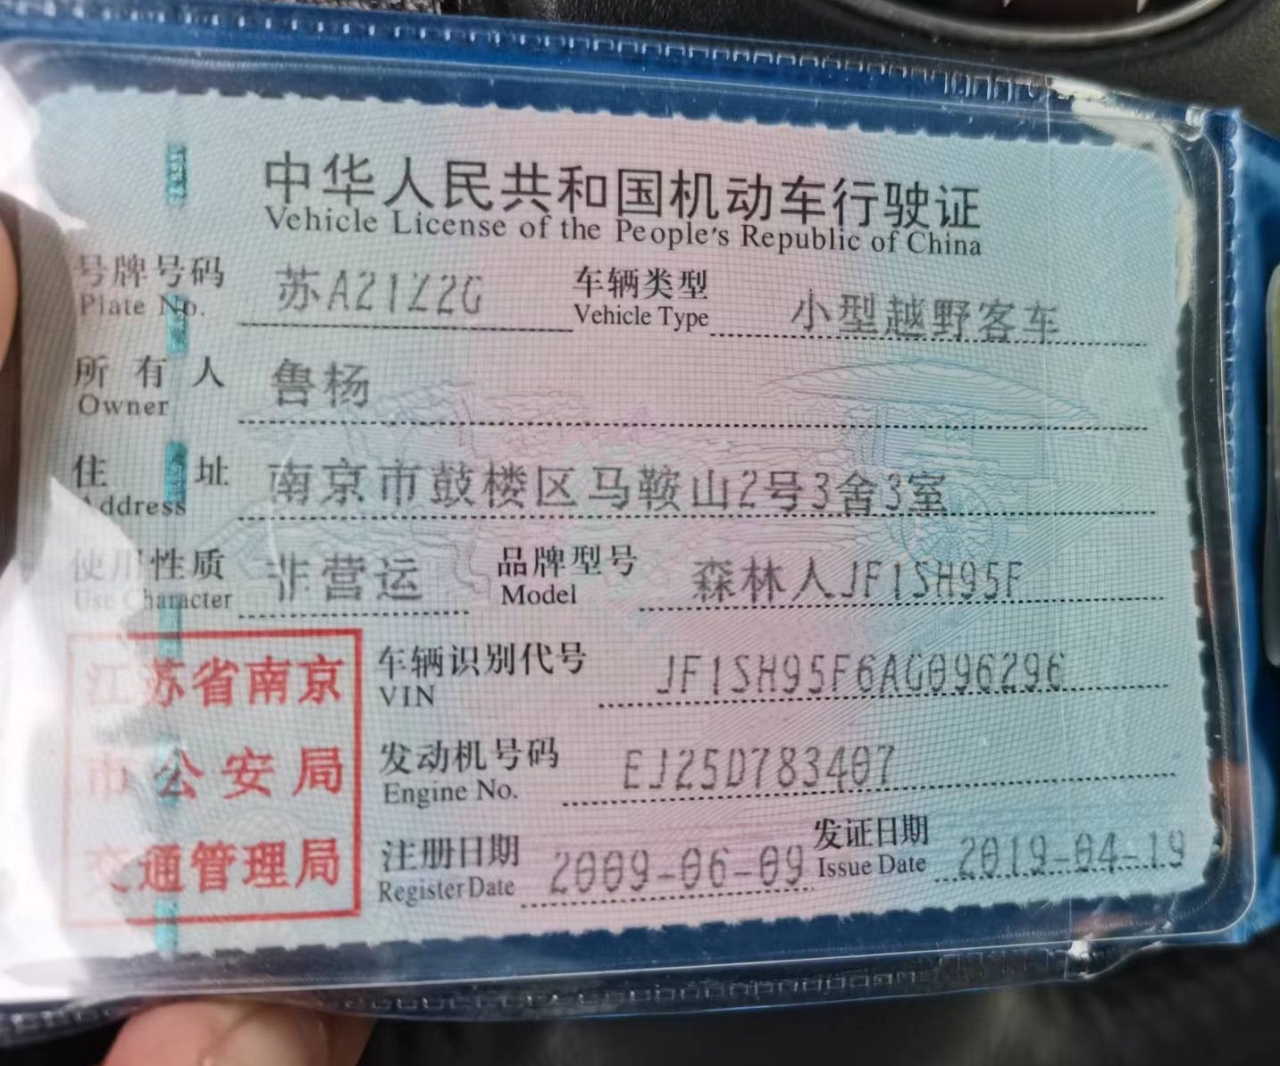 中华人民共和国机动车行驶证
Vehicle License of the People's Republic of China
号牌号码 苏A21Z2G 车辆类型 小型越野客车
Plate No. Vehicle Type
所有人 鲁杨
Owner
住址 南京市鼓楼区马鞍山2号3舍3室
Address
使用性质 非营运 品牌型号 森林人JF1SH95F
Use Character Model
江苏省南京
市公安局
交通管理局
车辆识别代号 JF1SH95F6AG096296
VIN
发动机号码 EJ25D783407
Engine No.
注册日期 2009-06-09 发证日期 2019-04-19
Register Date Issue Date